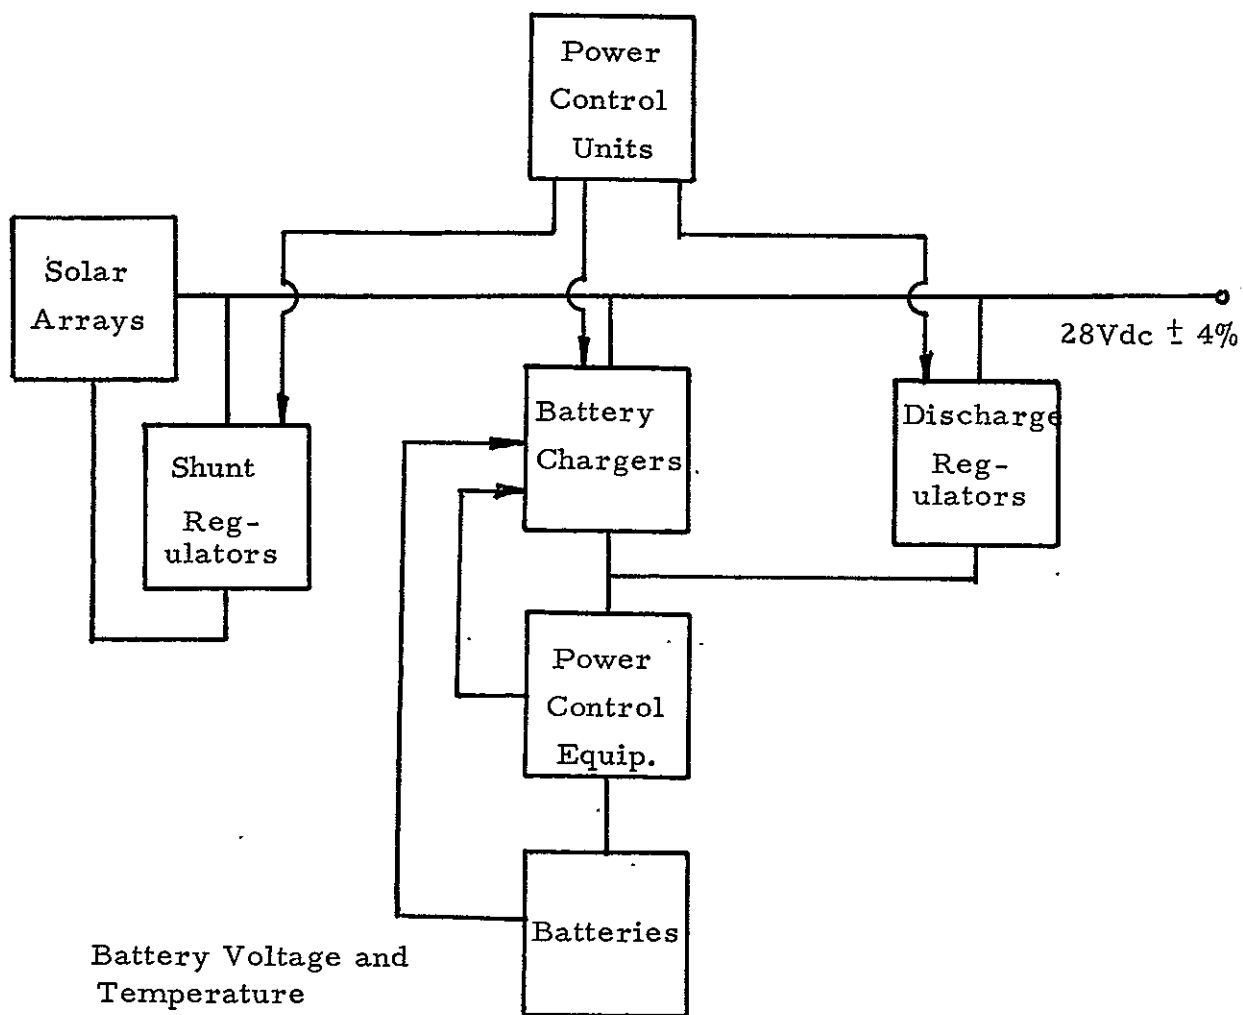 Power
Control
Units
Solar
Arrays
28Vdc ± 4%
Battery
Chargers
Discharge
Reg-
ulators
Shunt
Reg-
ulators
Power
Control
Equip.
Batteries
Battery Voltage and
Temperature